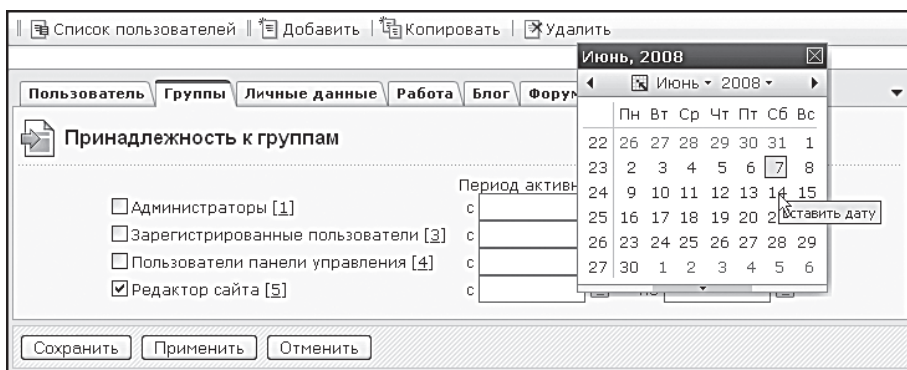 Список пользователей Добавить Копировать Удалить
Июнь, 2008
Июнь 2008
Пользователь Группы Личные данные Работа Блог
Пн Вт Ср Чт Пт Сб Вс
Принадлежность к группам
22 26 27 28 29 30 31 1
23 2 3 4 5 6 7 8
Период
24 9 10 11 12 13 14 15
Администраторы [1] с
вставить дату
25 16 17 18 19 20
Зарегистрированные пользователи [3] с
26 23 24 25 26 27 28 29
Пользователи панели управления [4] с
27 30 1 2 3 4 5 6
Редактор сайта [5] с
Сохранить Применить Отменить